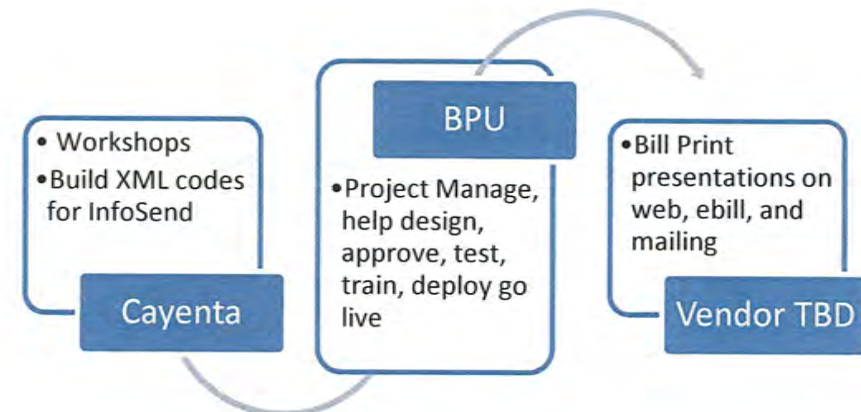 • Workshops
•Build XML codes
for InfoSend
Cayenta
BPU
•Project Manage,
help design,
approve, test,
train, deploy go
live
•Bill Print
presentations on
web, ebill, and
mailing
Vendor TBD